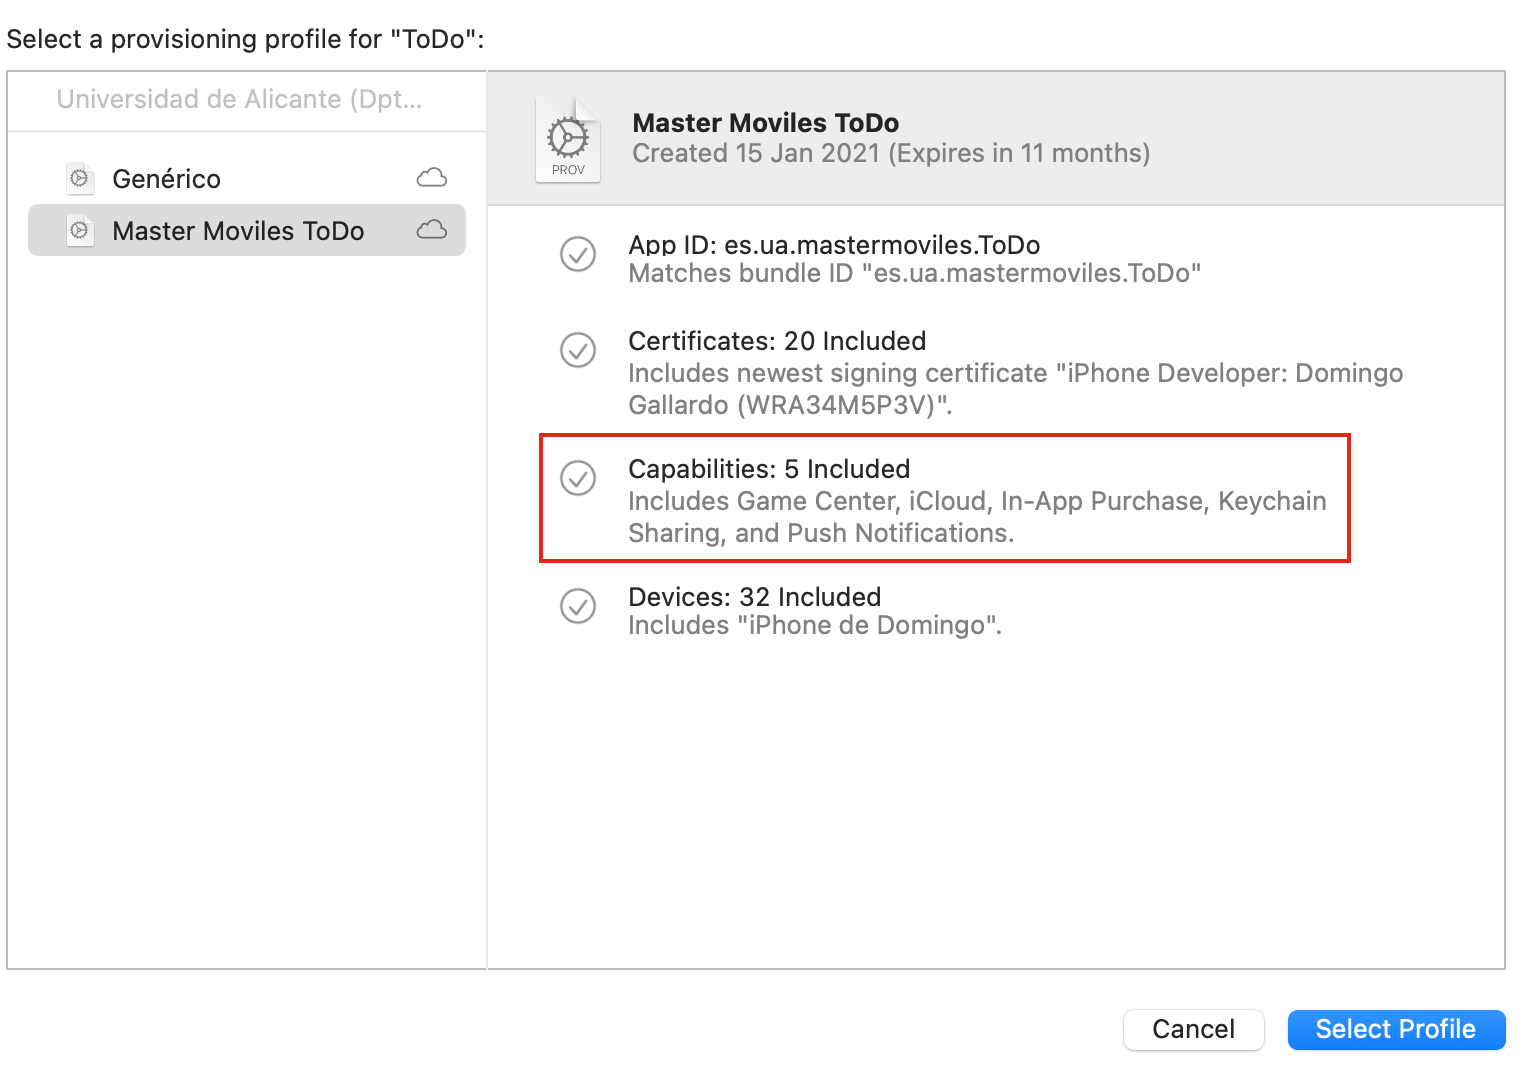 Select a provisioning profile for "ToDo":
Universidad de Alicante (Dpt...
Genérico
Master Moviles ToDo
PROV
Master Moviles ToDo
Created 15 Jan 2021 (Expires in 11 months)
App ID: es.ua.mastermoviles.ToDo
Matches bundle ID "es.ua.mastermoviles.ToDo"
Certificates: 20 Included
Includes newest signing certificate "iPhone Developer: Domingo
Gallardo (WRA34M5P3V)".
Capabilities: 5 Included
Includes Game Center, iCloud, In-App Purchase, Keychain
Sharing, and Push Notifications.
Devices: 32 Included
Includes "iPhone de Domingo".
Cancel
Select Profile